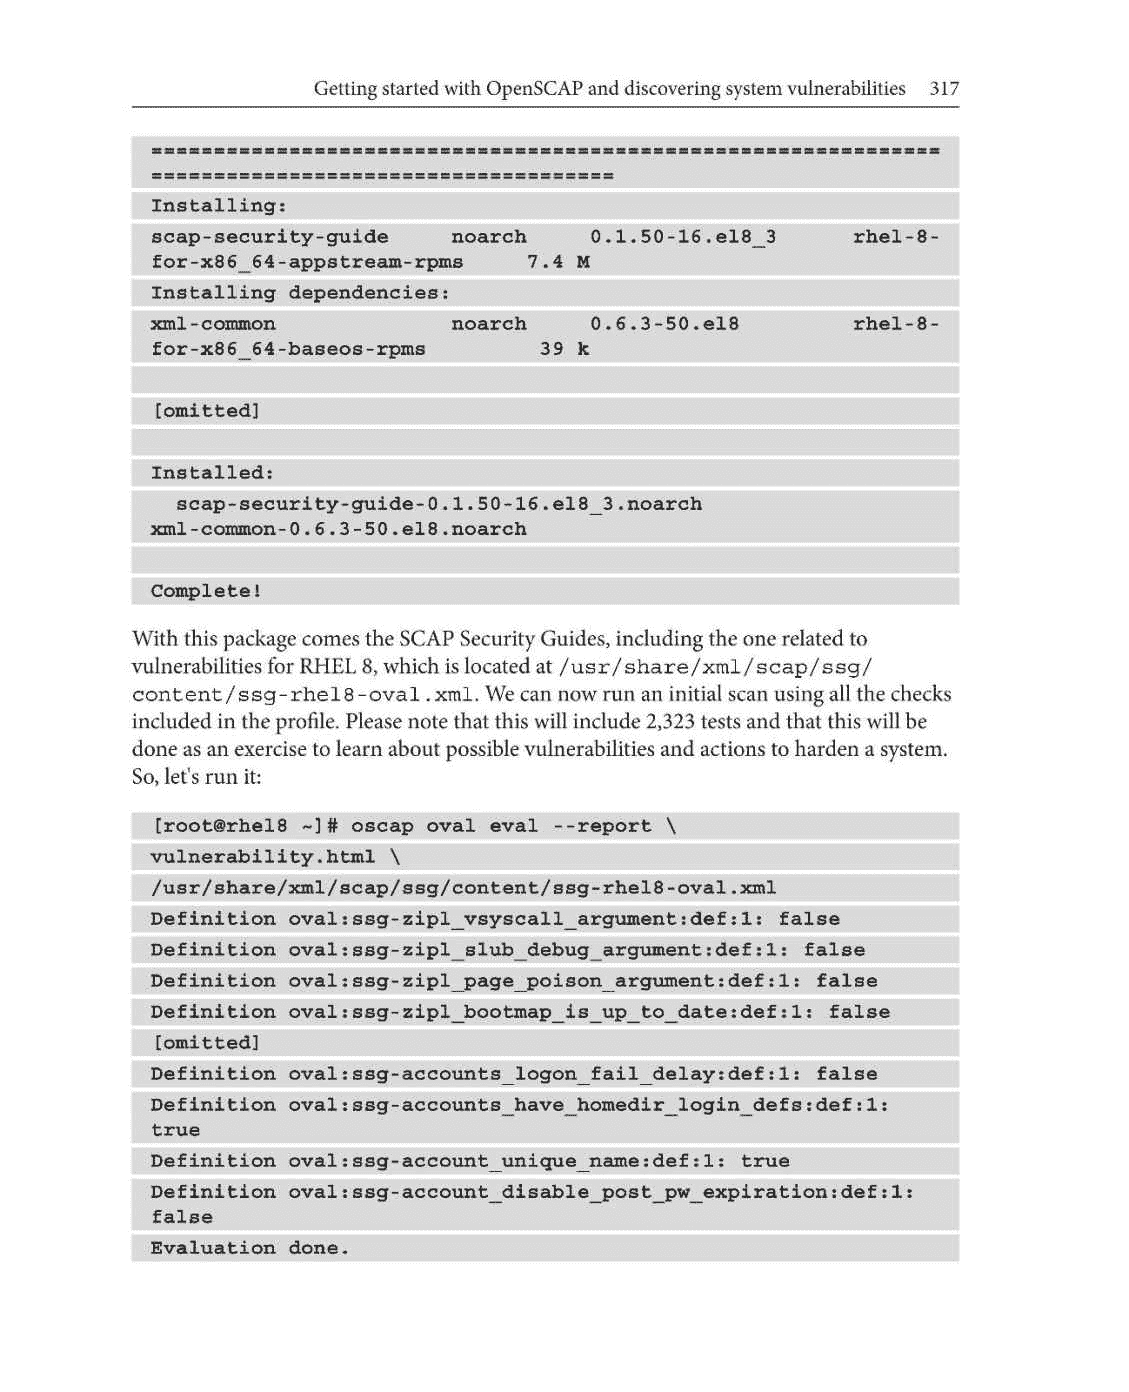 Getting started with OpenSCAP and discovering system vulnerabilities 317
===============================================================
=====================================
Installing:
scap-security-guide noarch 0.1.50-16.el8_3 rhel-8-
for-x86_64-appstream-rpms 7.4 M
Installing dependencies:
xml-common noarch 0.6.3-50.el8 rhel-8-
for-x86_64-baseos-rpms 39 k
[omitted]
Installed:
scap-security-guide-0.1.50-16.el8_3.noarch
xml-common-0.6.3-50.el8.noarch
Complete!
With this package comes the SCAP Security Guides, including the one related to
vulnerabilities for RHEL 8, which is located at /usr/share/xml/scap/ssg/
content/ssg-rhel8-oval.xml. We can now run an initial scan using all the checks
included in the profile. Please note that this will include 2,323 tests and that this will be
done as an exercise to learn about possible vulnerabilities and actions to harden a system.
So, let's run it:
[root@rhel8 ~]# oscap oval eval --report \
vulnerability.html \
/usr/share/xml/scap/ssg/content/ssg-rhel8-oval.xml
Definition oval:ssg-zipl_vsyscall_argument:def:1: false
Definition oval:ssg-zipl_slub_debug_argument:def:1: false
Definition oval:ssg-zipl_page_poison_argument:def:1: false
Definition oval:ssg-zipl_bootmap_is_up_to_date:def:1: false
[omitted]
Definition oval:ssg-accounts_logon_fail_delay:def:1: false
Definition oval:ssg-accounts_have_homedir_login_defs:def:1:
true
Definition oval:ssg-account_unique_name:def:1: true
Definition oval:ssg-account_disable_post_pw_expiration:def:1:
false
Evaluation done.